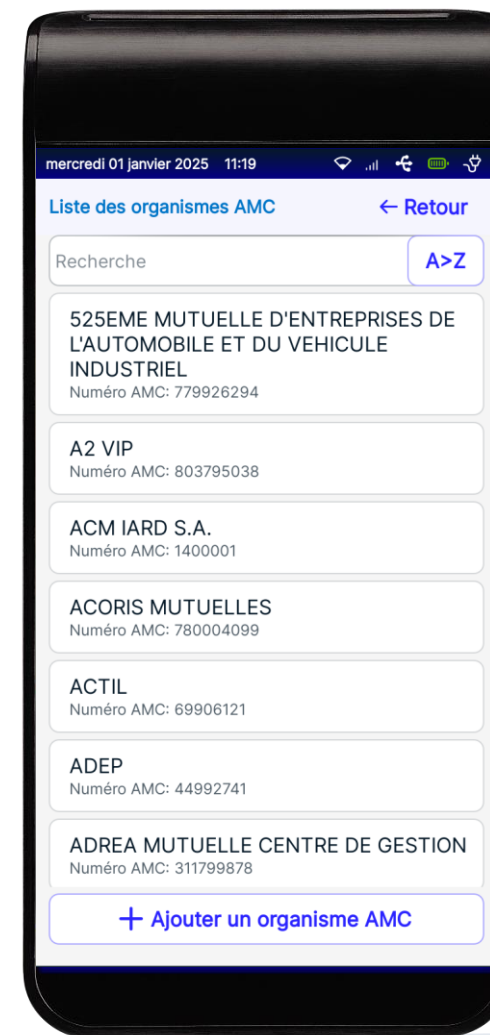 mercredi 01 janvier 2025 11:19
Liste des organismes AMC
← Retour
Recherche
A>Z
525EME MUTUELLE D'ENTREPRISES DE
L'AUTOMOBILE ET DU VEHICULE
INDUSTRIEL
Numéro AMC: 779926294
A2 VIP
Numéro AMC: 803795038
ACM IARD S.A.
Numéro AMC: 1400001
ACORIS MUTUELLES
Numéro AMC: 780004099
ACTIL
Numéro AMC: 69906121
ADEP
Numéro AMC: 44992741
ADREA MUTUELLE CENTRE DE GESTION
Numéro AMC: 311799878
+ Ajouter un organisme AMC